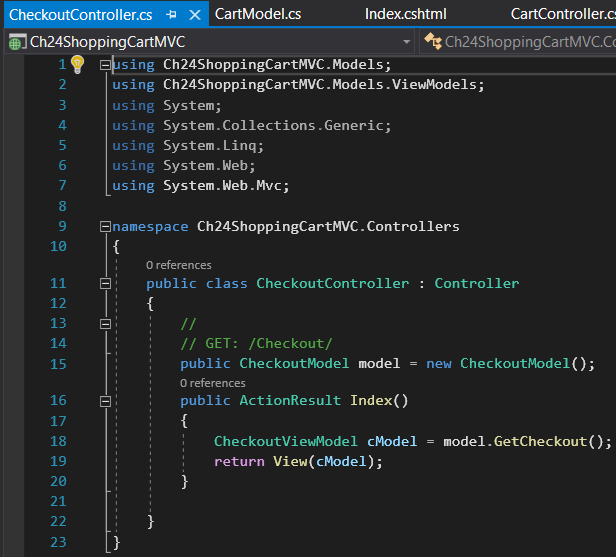 CheckoutController.cs CartModel.cs Index.cshtml CartController.cs
Ch24ShoppingCartMVC Ch24ShoppingCartMVC.Co
1 using Ch24ShoppingCartMVC.Models;
2 using Ch24ShoppingCartMVC.Models.ViewModels;
3 using System;
4 using System.Collections.Generic;
5 using System.Linq;
6 using System.Web;
7 using System.Web.Mvc;
8
9 namespace Ch24ShoppingCartMVC.Controllers
10 {
0 references
11 public class CheckoutController : Controller
12 {
13 //
14 // GET: /Checkout/
15 public CheckoutModel model = new CheckoutModel();
0 references
16 public ActionResult Index()
17 {
18 CheckoutViewModel cModel = model.GetCheckout();
19 return View(cModel);
20 }
21
22 }
23 }